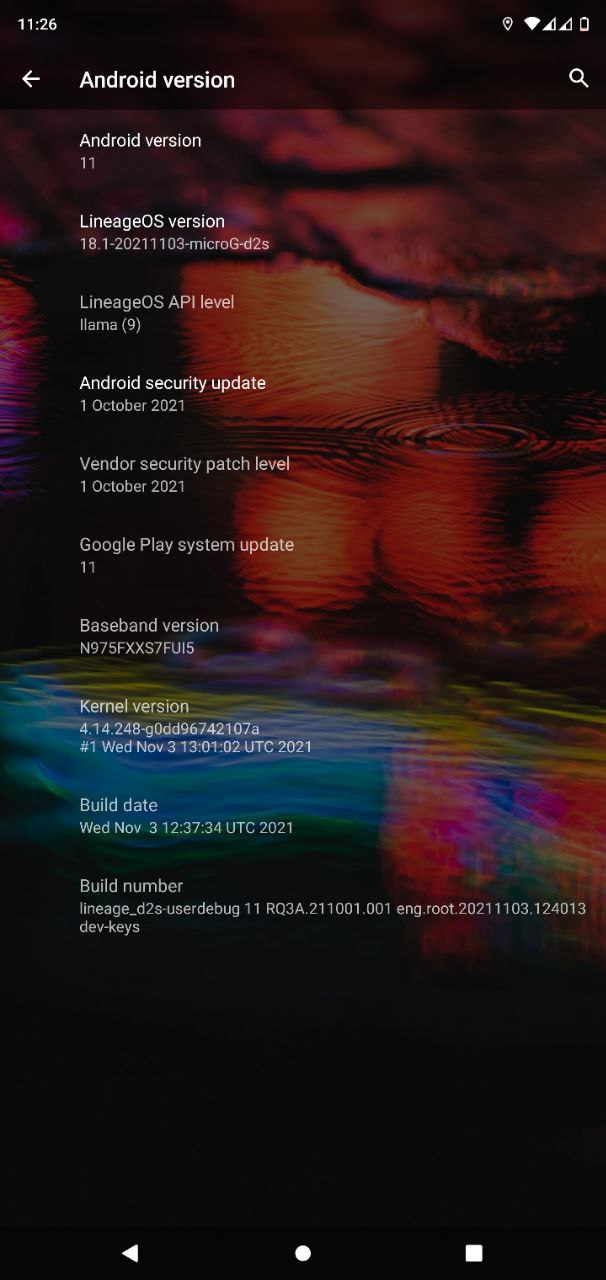 11:26
Android version
Android version
11
LineageOS version
18.1-20211103-microG-d2s
LineageOS API level
Ilama (9)
Android security update
1 October 2021
Vendor security patch level
1 October 2021
Google Play system update
11
Baseband version
N975FXXS7FUI5
Kernel version
4.14.248-g0dd96742107a
#1 Wed Nov 3 13:01:02 UTC 2021
Build date
Wed Nov  3 12:37:34 UTC 2021
Build number
lineage_d2s-userdebug 11 RQ3A.211001.001 eng.root.20211103.124013
dev-keys